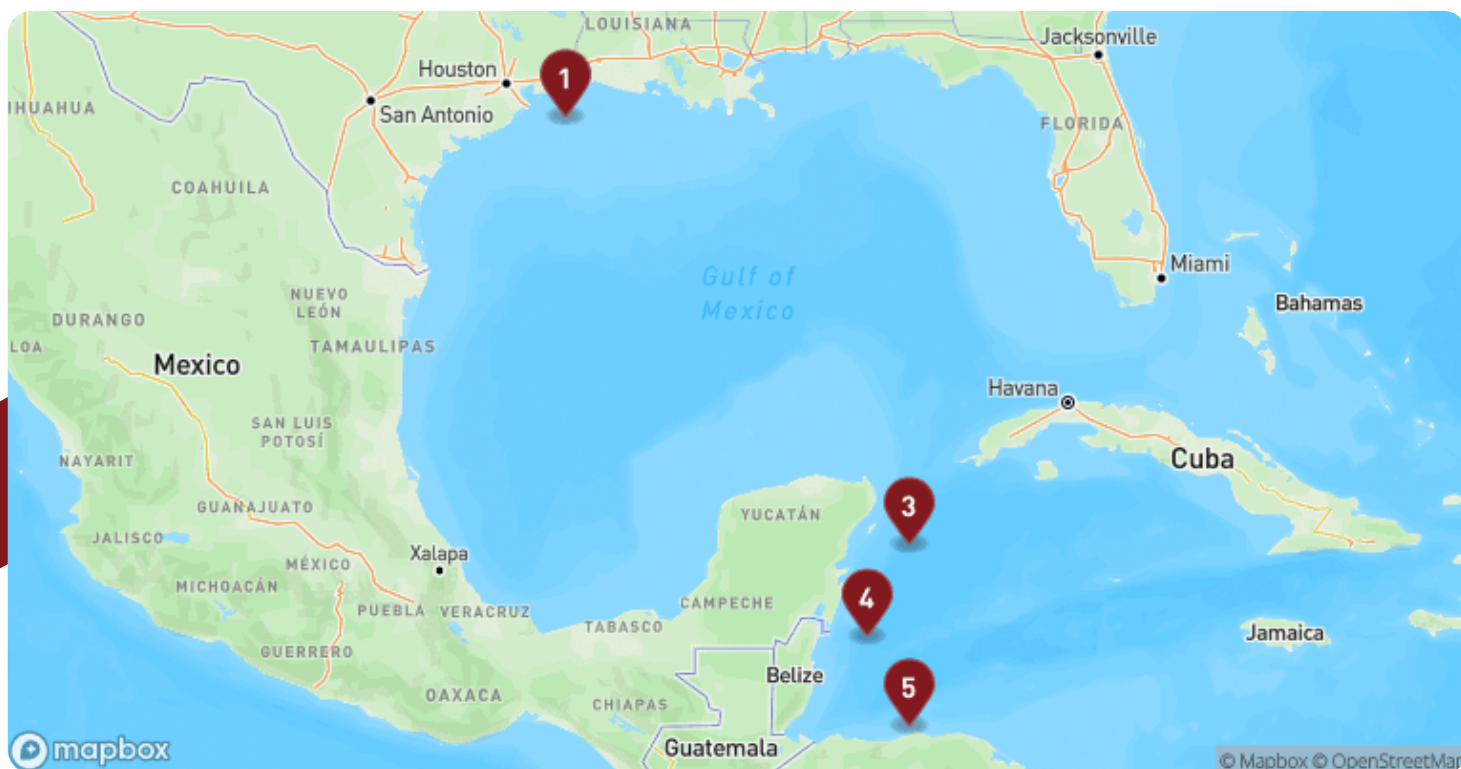 LOUISIANA
Jacksonville
Houston
1
San Antonio
IHUAHUA
FLORIDA
COAHUILA
Gulf of
Mexico
Miami
NUEVO
LEÓN
Bahamas
DURANGO
LOA
TAMAULIPAS
Mexico
Havana
SAN LUIS
POTOSÍ
Cuba
NAYARIT
GUANAJUATO
3
YUCATÁN
JALISCO
Xalapa
MÉXICO
MICHOACÁN
4
PUEBLA
VERACRUZ
CAMPECHE
TABASCO
Jamaica
GUERRERO
Belize
5
OAXACA
CHIAPAS
Guatemala
mapbox
© Mapbox © OpenStreetMap